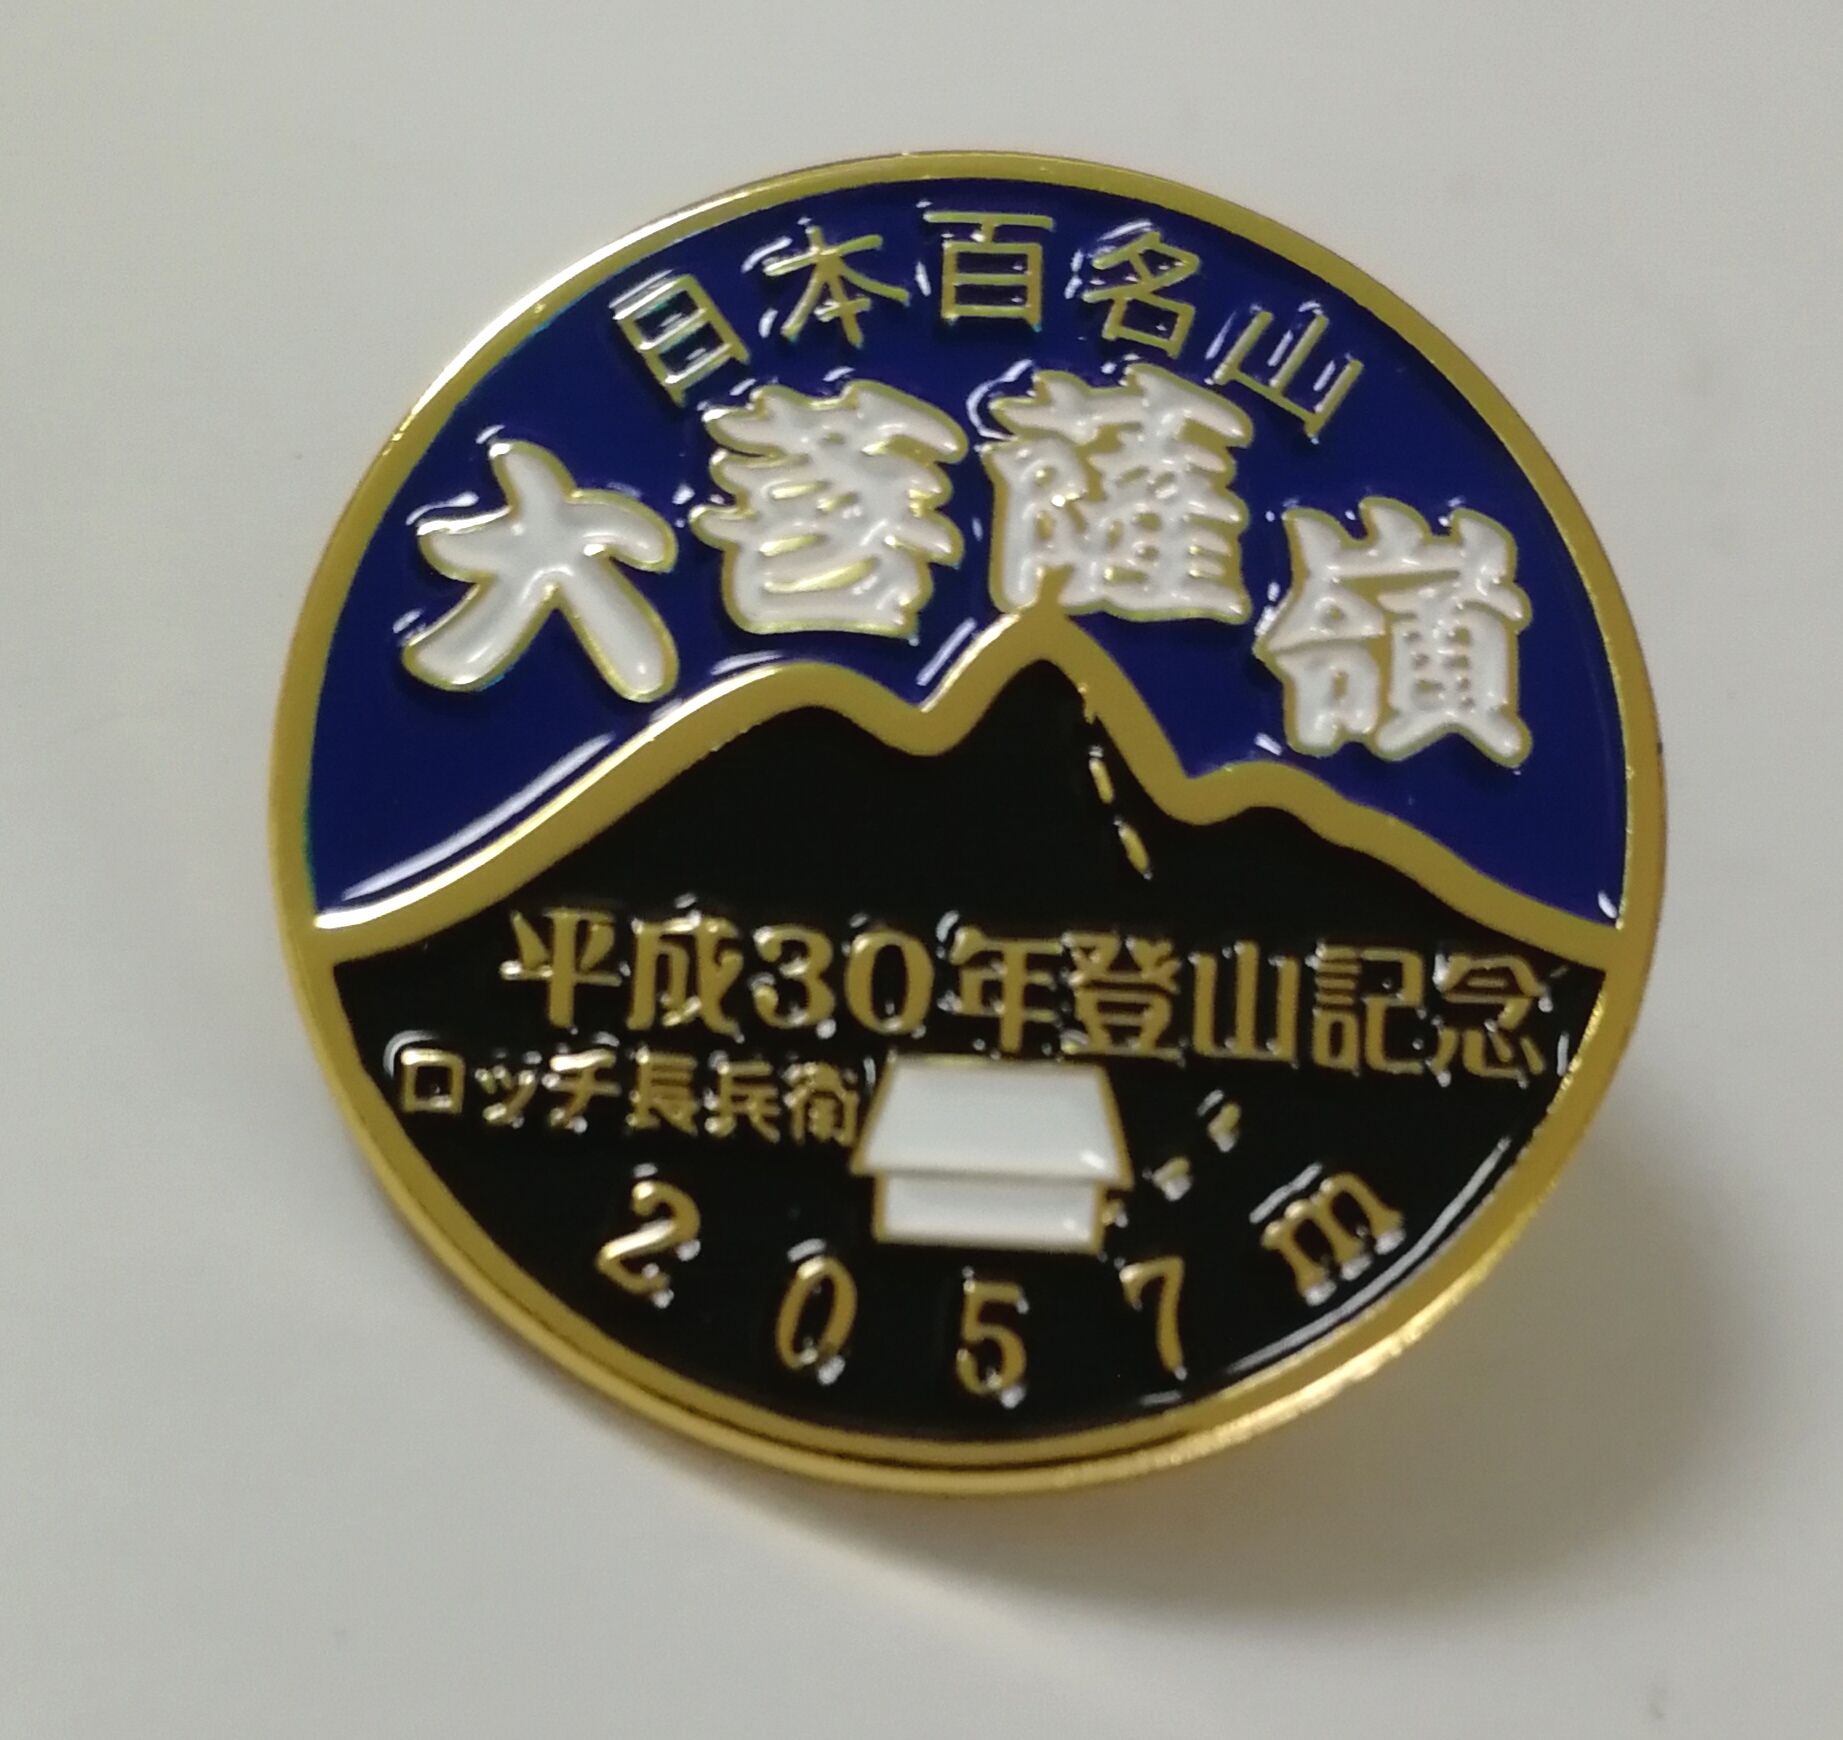 日本百名山
大菩薩嶺
平成30年登山記念
ロッヂ長兵衛
2057m